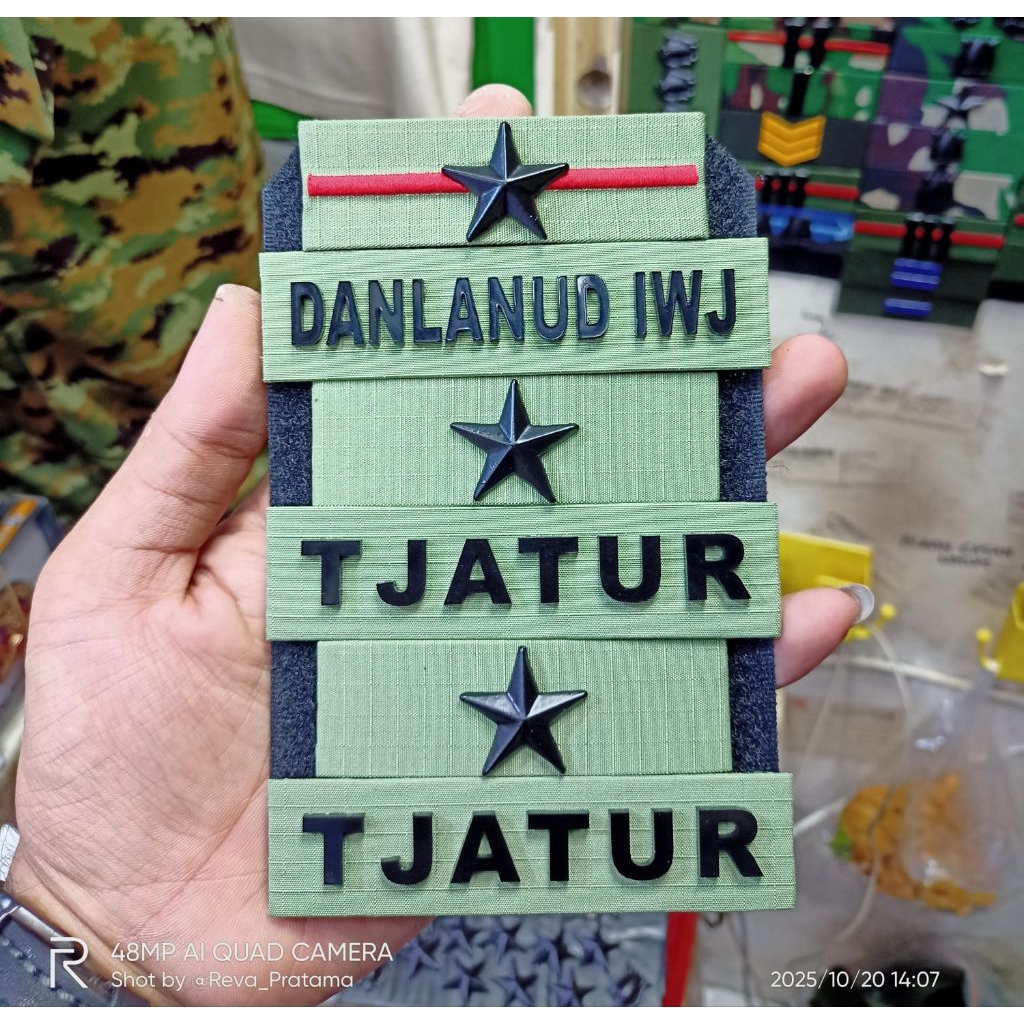 DANLANUD IWJ
TJATUR
TJATUR
R
48MP AI QUAD CAMERA
Shot by @Reva_Pratama
2025/10/20 14:07